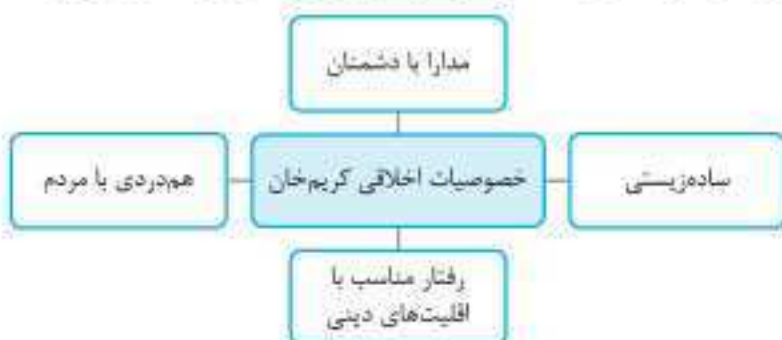 مدارا با دشمنان
ساده‌زیستی
خصوصیات اخلاقی کریم‌خان
هم‌دردی با مردم
رفتار مناسب با
اقلیت‌های دینی